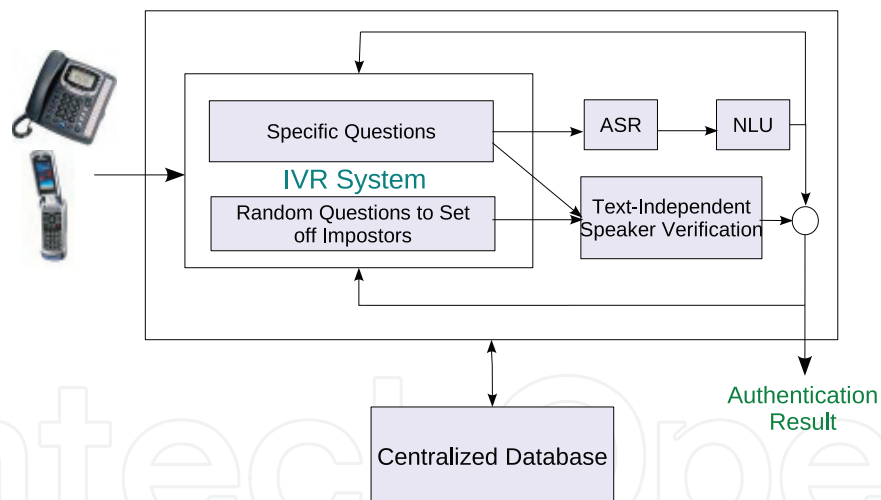 Specific Questions
ASR
NLU
IVR System
Random Questions to Set
off Impostors
Text-Independent
Speaker Verification
Authentication
Result
Centralized Database